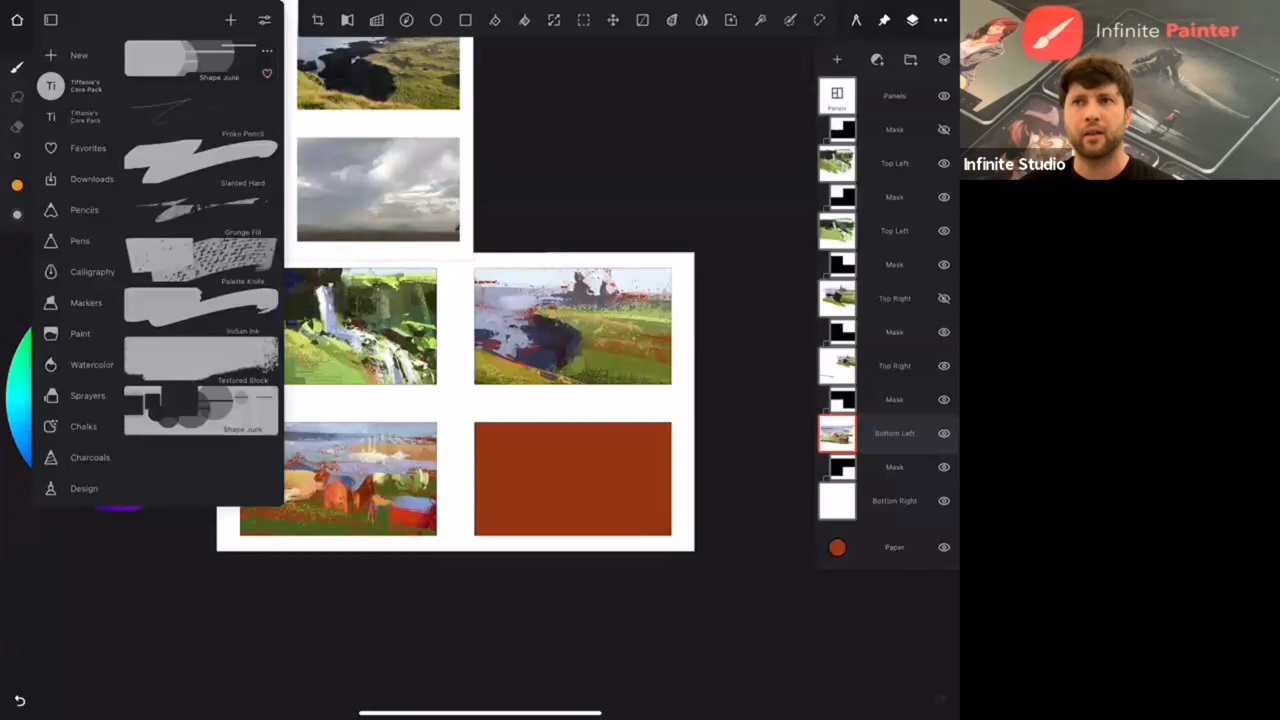 New
Shape Junk
Ti
Tiffanie's
Core Pack
Ti
Tiffanie's
Core Pack
Proko Pencil
Favorites
Slanted Hard
Downloads
Pencils
Grunge Fill
Pens
Calligraphy
Palette Knife
Markers
Indian Ink
Paint
Watercolor
Textured Block
Sprayers
Chalks
Shape Junk
Charcoals
Design
Panels
Panels
Mask
Top Left
Mask
Top Left
Mask
Top Right
Mask
Top Right
Mask
Bottom Left
Mask
Bottom Right
Paper
Infinite Painter
Infinite Studio